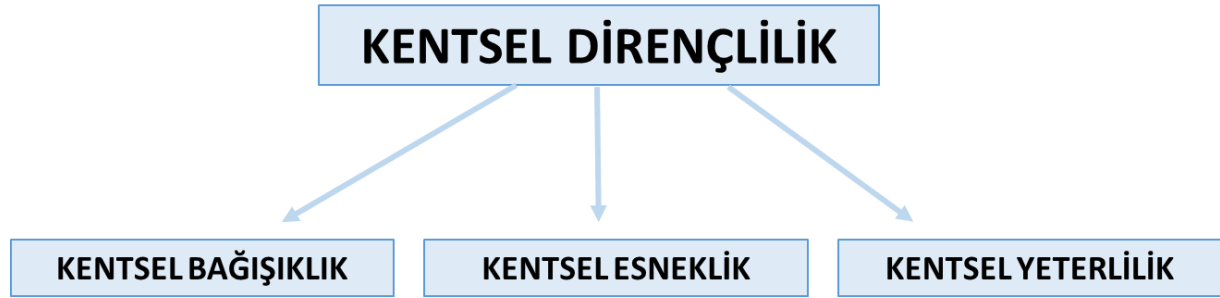 KENTSEL DİRENÇLİLİK
KENTSEL BAĞIŞIKLIK
KENTSEL ESNEKLİK
KENTSEL YETERLİLİK